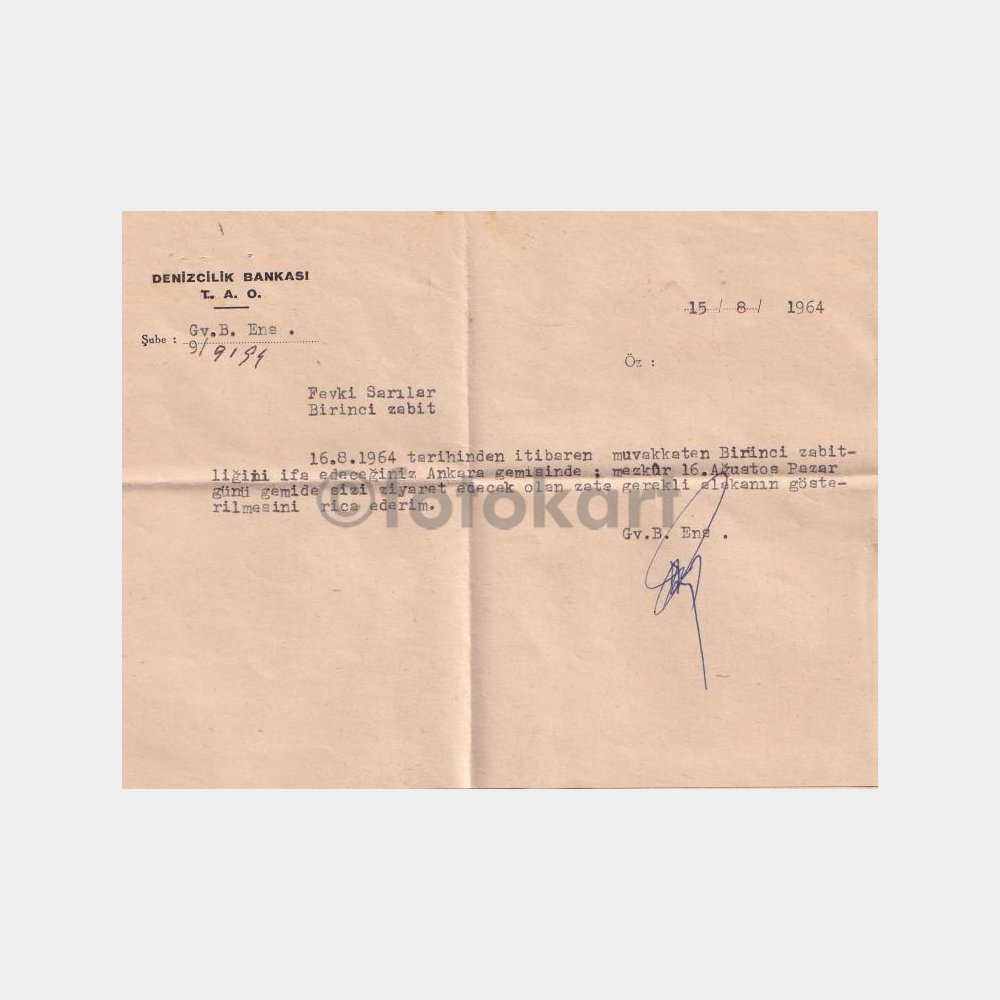 DENİZCİLİK BANKASI
T. A. O.
15 / 8 / 1964
Şube : Gv.B. Ens .
9/9199
Öz :
Fevki Sarılar
Birinci zabit
16.8.1964 tarihinden itibaren muvakkaten Birinci zabit-
liğini ifa edeceğiniz Ankara gemisinde ; mezkûr 16.Ağustos Pazar
günü gemide sizi ziyaret edecek olan zata gerekli alakanın göste-
rilmesini rica ederim.
©fotokart
Gv.B. Ens .